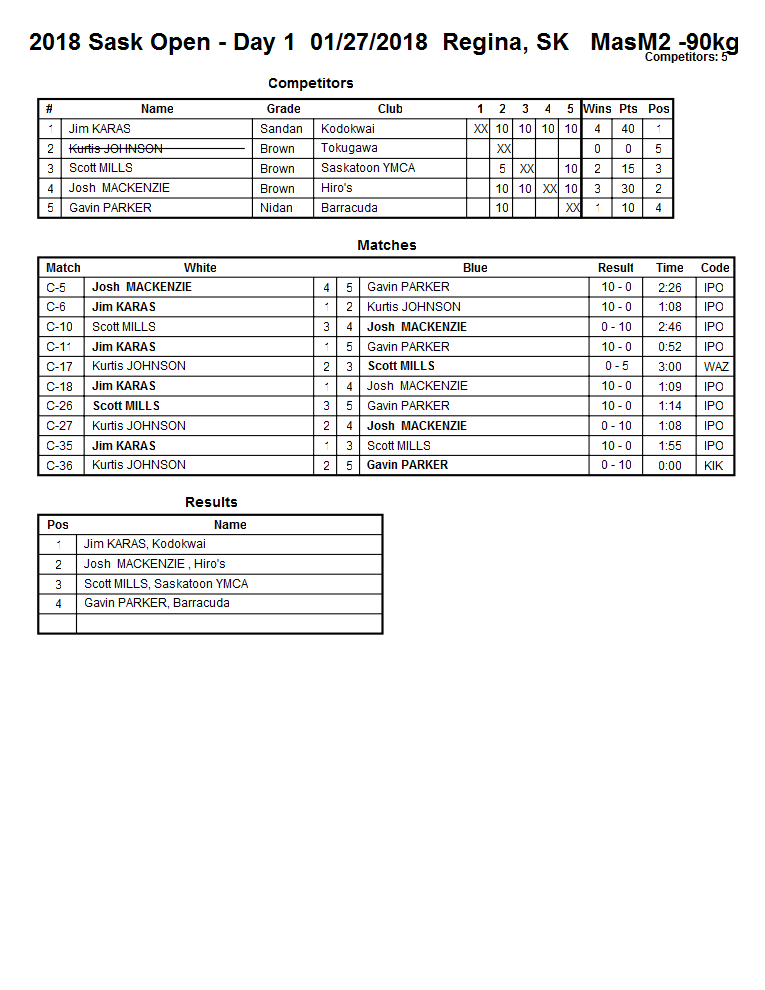 2018 Sask Open - Day 1 01/27/2018 Regina, SK MasM2 -90kg
Competitors: 5
Competitors
# Name Grade Club 1 2 3 4 5 Wins Pts Pos
1 Jim KARAS Sandan Kodokwai XX 10 10 10 10 4 40 1
2 Kurtis JOHNSON Brown Tokugawa XX 0 0 5
3 Scott MILLS Brown Saskatoon YMCA 5 XX 10 2 15 3
4 Josh MACKENZIE Brown Hiro's 10 10 XX 10 3 30 2
5 Gavin PARKER Nidan Barracuda 10 XX 1 10 4
Matches
Match White Blue Result Time Code
C-5 Josh MACKENZIE 4 5 Gavin PARKER 10 - 0 2:26 IPO
C-6 Jim KARAS 1 2 Kurtis JOHNSON 10 - 0 1:08 IPO
C-10 Scott MILLS 3 4 Josh MACKENZIE 0 - 10 2:46 IPO
C-11 Jim KARAS 1 5 Gavin PARKER 10 - 0 0:52 IPO
C-17 Kurtis JOHNSON 2 3 Scott MILLS 0 - 5 3:00 WAZ
C-18 Jim KARAS 1 4 Josh MACKENZIE 10 - 0 1:09 IPO
C-26 Scott MILLS 3 5 Gavin PARKER 10 - 0 1:14 IPO
C-27 Kurtis JOHNSON 2 4 Josh MACKENZIE 0 - 10 1:08 IPO
C-35 Jim KARAS 1 3 Scott MILLS 10 - 0 1:55 IPO
C-36 Kurtis JOHNSON 2 5 Gavin PARKER 0 - 10 0:00 KIK
Results
Pos Name
1 Jim KARAS, Kodokwai
2 Josh MACKENZIE , Hiro's
3 Scott MILLS, Saskatoon YMCA
4 Gavin PARKER, Barracuda